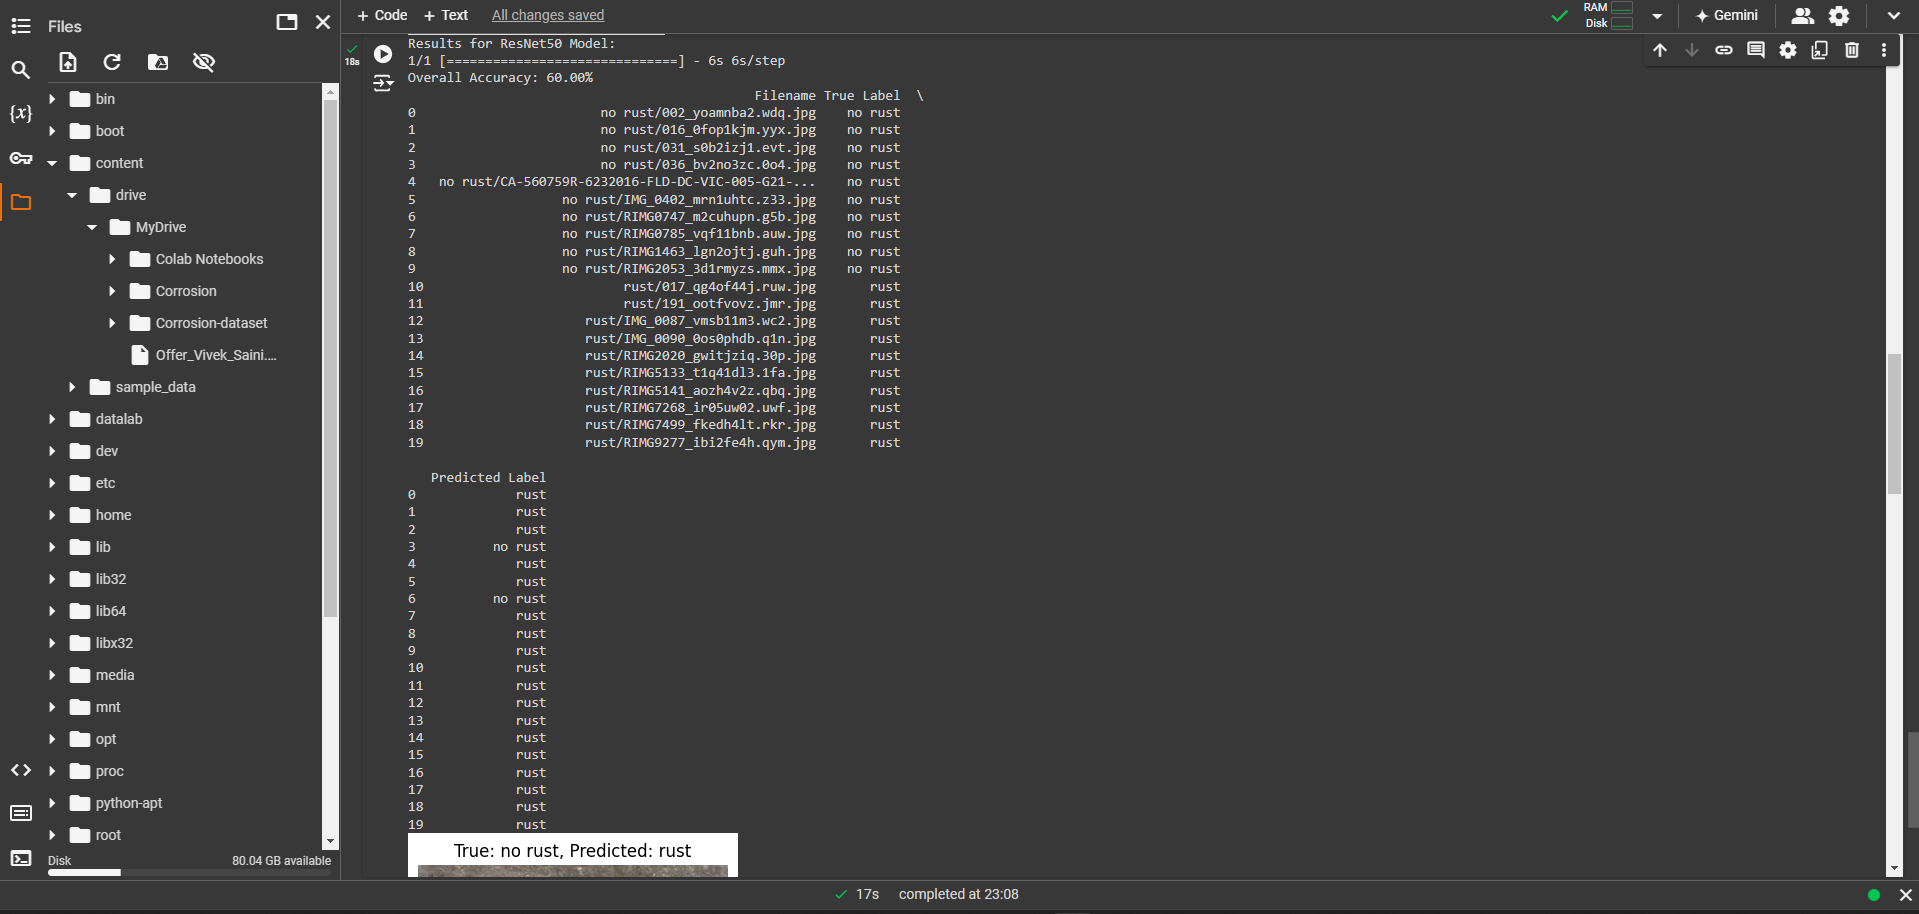 Files
+ Code + Text All changes saved
RAM
Disk
Gemini
18s
{x}
bin
boot
content
drive
MyDrive
Colab Notebooks
Corrosion
Corrosion-dataset
Offer_Vivek_Saini....
sample_data
datalab
dev
etc
home
lib
lib32
lib64
libx32
media
mnt
opt
proc
python-apt
root
Disk 80.04 GB available
Results for ResNet50 Model:
1/1 [==============================] - 6s 6s/step
Overall Accuracy: 60.00%
Filename True Label \
0 no rust/002_yoamnba2.wdq.jpg no rust
1 no rust/016_0fop1kjm.yyx.jpg no rust
2 no rust/031_s0b2izj1.evt.jpg no rust
3 no rust/036_bv2no3zc.0o4.jpg no rust
4 no rust/CA-560759R-6232016-FLD-DC-VIC-005-G21-... no rust
5 no rust/IMG_0402_mrn1uhtc.z33.jpg no rust
6 no rust/RIMG0747_m2cuhupn.g5b.jpg no rust
7 no rust/RIMG0785_vqf11bnb.auw.jpg no rust
8 no rust/RIMG1463_lgn2ojtj.guh.jpg no rust
9 no rust/RIMG2053_3d1rmyzs.mmx.jpg no rust
10 rust/017_qg4of44j.ruw.jpg rust
11 rust/191_ootfvovz.jmr.jpg rust
12 rust/IMG_0087_vmsb11m3.wc2.jpg rust
13 rust/IMG_0090_0os0phdb.q1n.jpg rust
14 rust/RIMG2020_gwitjziq.30p.jpg rust
15 rust/RIMG5133_t1q41dl3.1fa.jpg rust
16 rust/RIMG5141_aozh4v2z.qbq.jpg rust
17 rust/RIMG7268_ir05uw02.uwf.jpg rust
18 rust/RIMG7499_fkedh4lt.rkr.jpg rust
19 rust/RIMG9277_ibi2fe4h.qym.jpg rust
Predicted Label
0 rust
1 rust
2 rust
3 no rust
4 rust
5 rust
6 no rust
7 rust
8 rust
9 rust
10 rust
11 rust
12 rust
13 rust
14 rust
15 rust
16 rust
17 rust
18 rust
19 rust
True: no rust, Predicted: rust
17s completed at 23:08